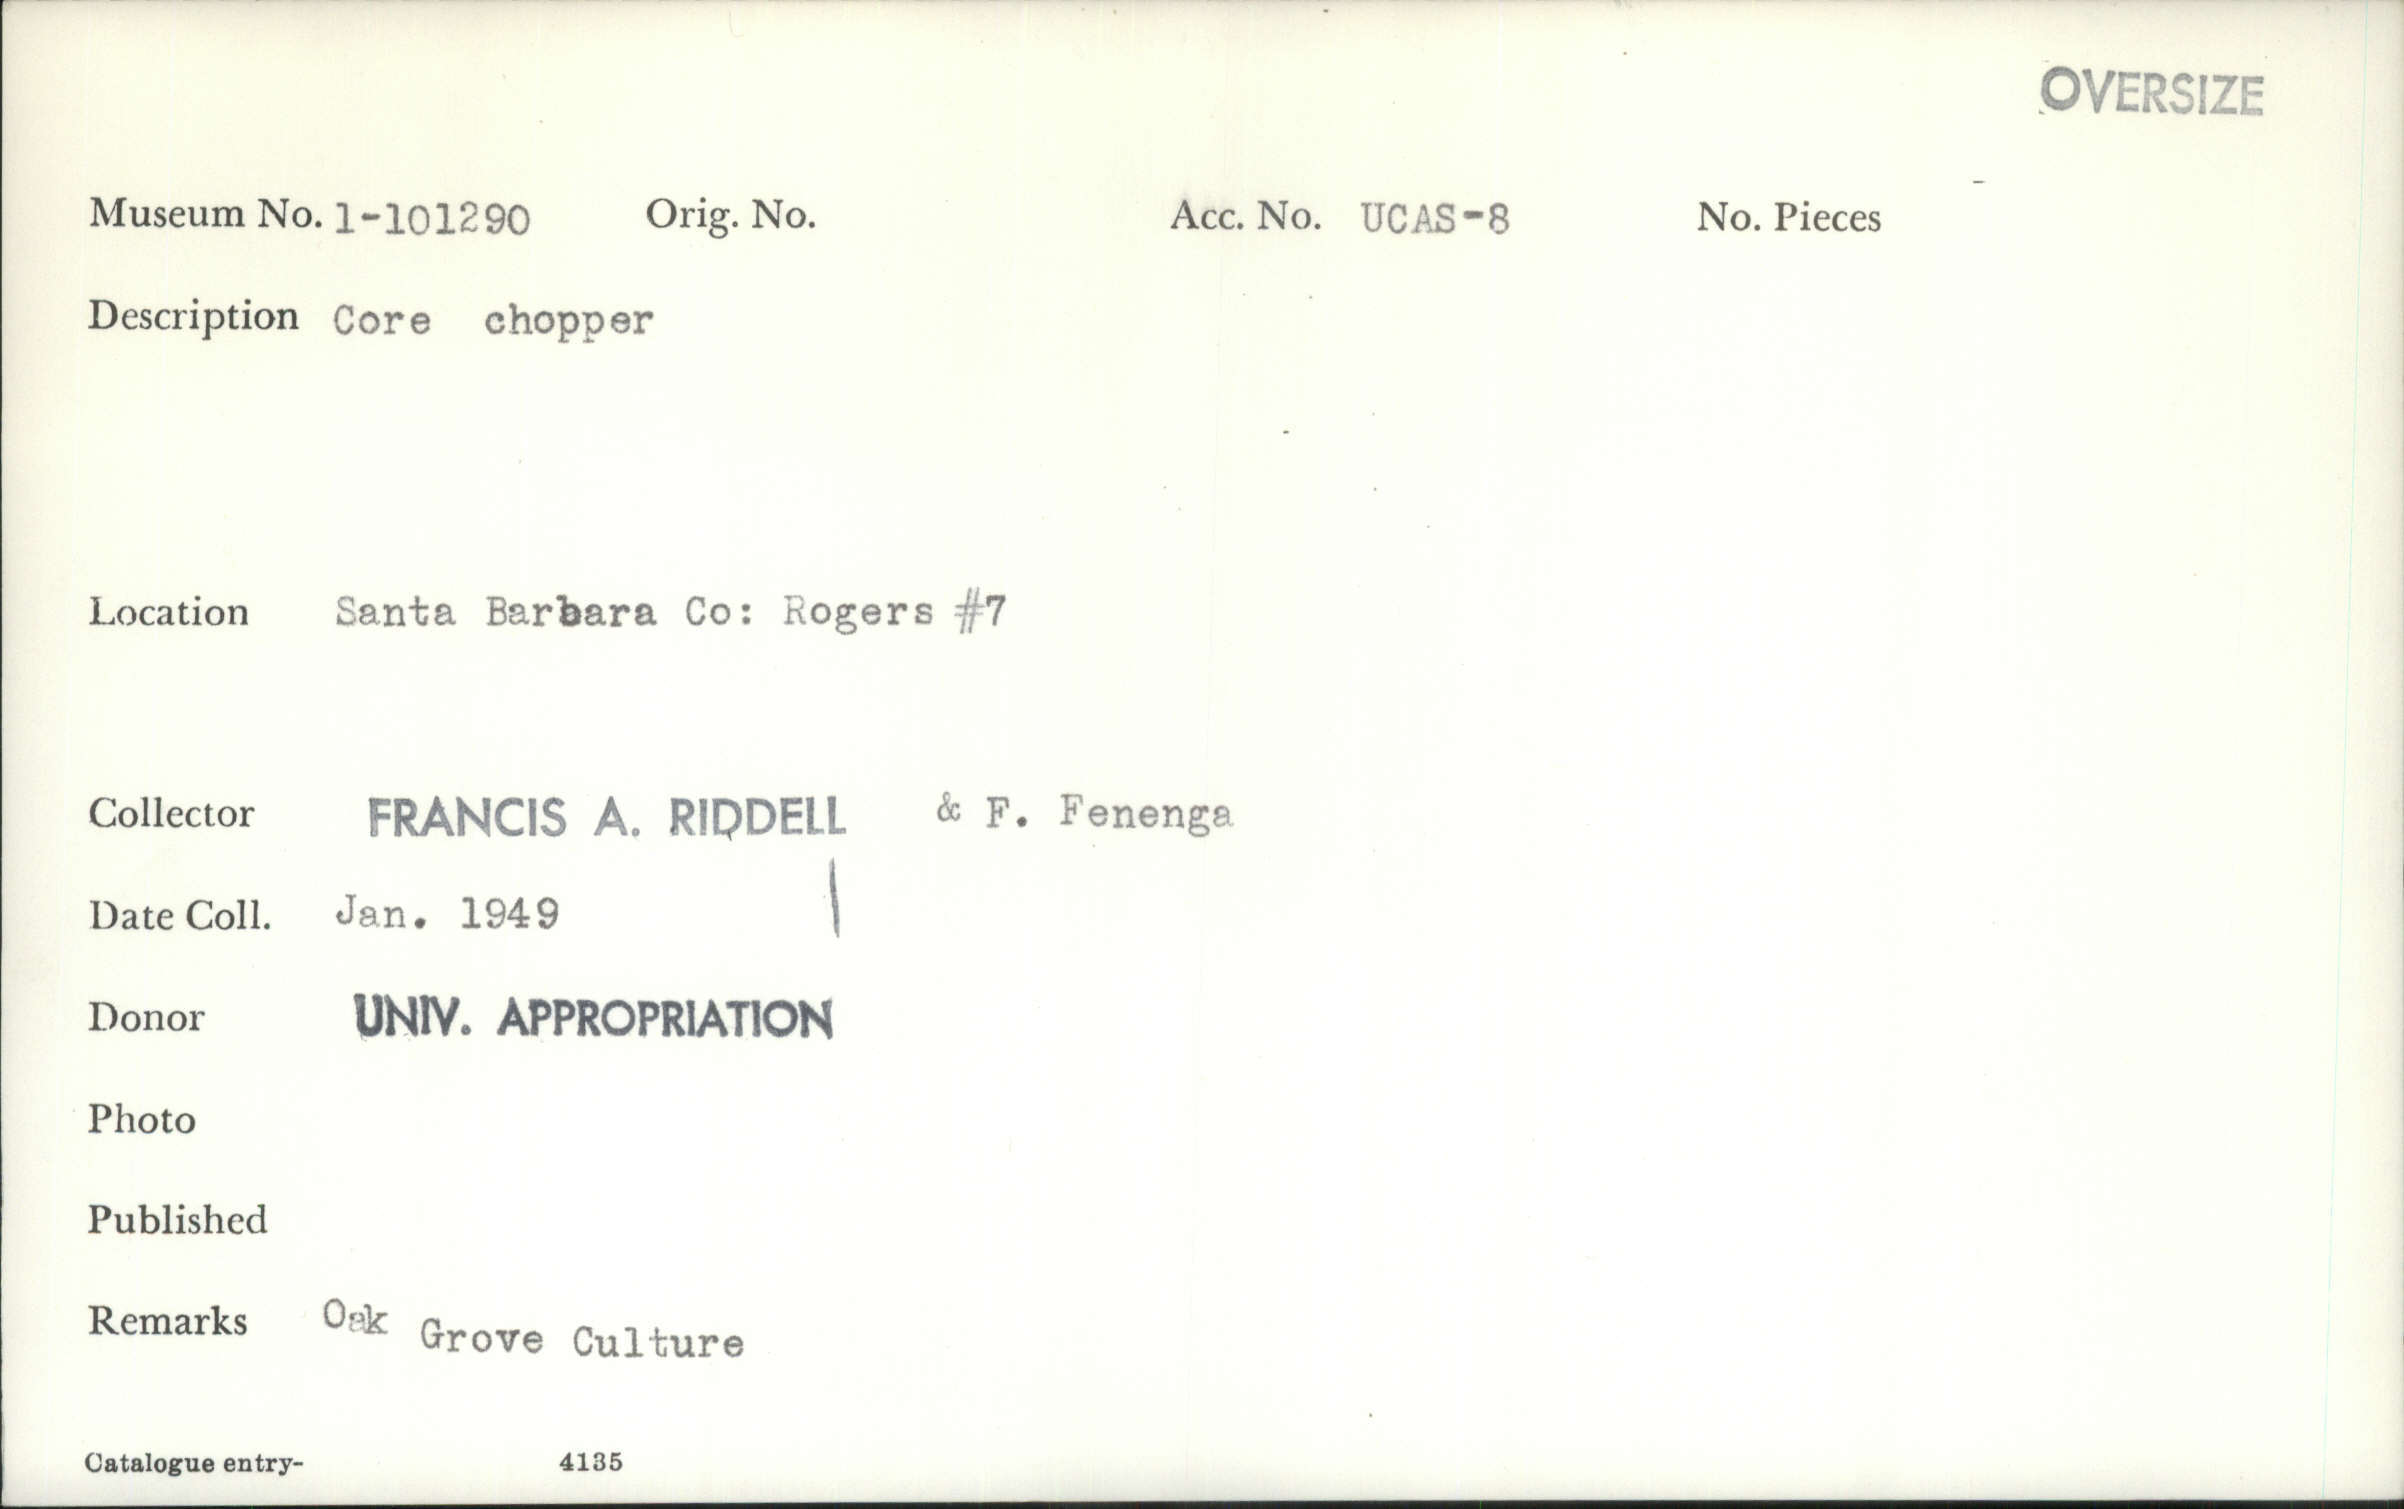 OVERSIZE
Museum No. 1-101290 Orig. No. Acc. No. UCAS-8 No. Pieces
Description Core chopper
Location Santa Barbara Co: Rogers #7
Collector FRANCIS A. RIDDELL & F. Fenenga
Date Coll. Jan. 1949
Donor UNIV. APPROPRIATION
Photo
Published
Remarks Oak Grove Culture
Catalogue entry- 4135